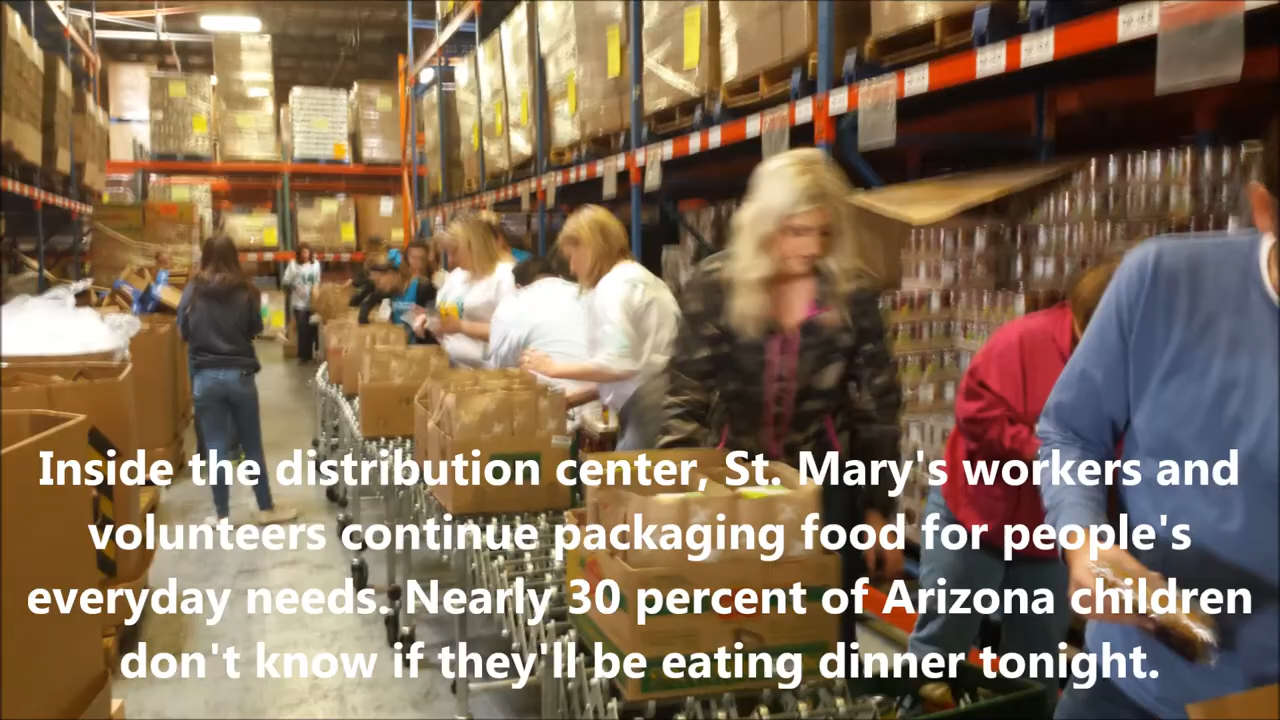 Inside the distribution center, St. Mary's workers and
volunteers continue packaging food for people's
everyday needs. Nearly 30 percent of Arizona children
don't know if they'll be eating dinner tonight.